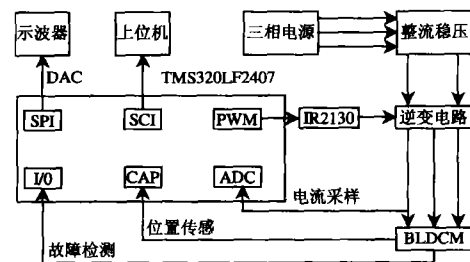 示波器
上位机
三相电源
整流稳压
DAC
TMS320LF2407
SPI
SCI
PWM
IR2130
逆变电路
I/0
CAP
ADC
电流采样
位置传感
BLDCM
故障检测